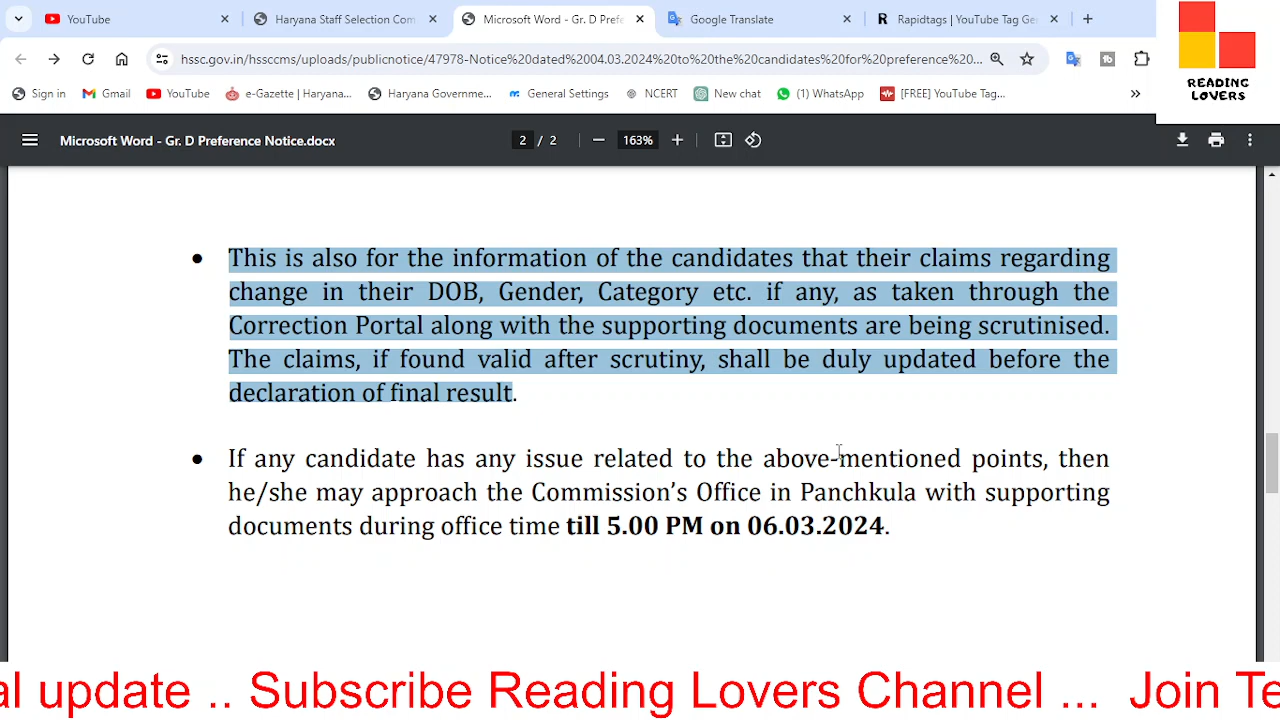 YouTube
Haryana Staff Selection Com
Microsoft Word - Gr. D Prefe
Google Translate
Rapidtags | YouTube Tag Ge
hssc.gov.in/hssccms/uploads/publicnotice/47978-Notice%20dated%2004.03.2024%20to%20the%20candidates%20for%20preference%20...
Sign in
Gmail
YouTube
e-Gazette | Haryan...
Haryana Governme...
General Settings
NCERT
New chat
(1) WhatsApp
[FREE] YouTube Tag...
READING
LOVERS
Microsoft Word - Gr. D Preference Notice.docx
2 / 2
163%
• This is also for the information of the candidates that their claims regarding
change in their DOB, Gender, Category etc. if any, as taken through the
Correction Portal along with the supporting documents are being scrutinised.
The claims, if found valid after scrutiny, shall be duly updated before the
declaration of final result.
• If any candidate has any issue related to the above-mentioned points, then
he/she may approach the Commission's Office in Panchkula with supporting
documents during office time till 5.00 PM on 06.03.2024.
al update .. Subscribe Reading Lovers Channel ... Join Te